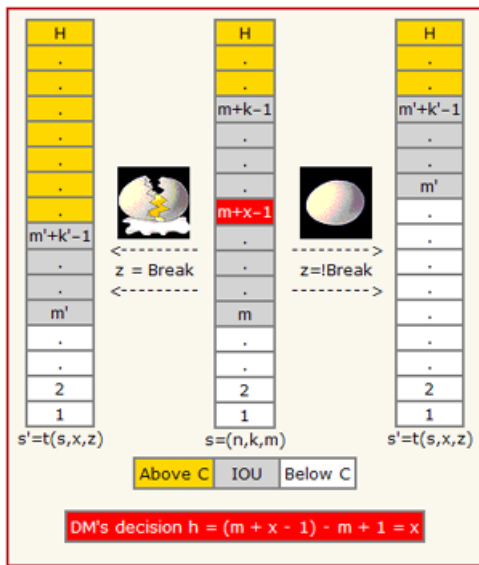 H
.
.
.
.
.
.
.
m'+k'-1
.
.
m'
.
.
2
1
s'=t(s,x,z)
<--------
z = Break
<--------
H
.
.
m+k-1
.
.
.
m+x-1
.
.
.
m
.
.
2
1
s=(n,k,m)
-------->
z=!Break
-------->
H
.
.
m'+k'-1
.
.
m'
.
.
.
.
.
.
.
2
1
s'=t(s,x,z)
Above C IOU Below C
DM's decision h = (m + x - 1) - m + 1 = x